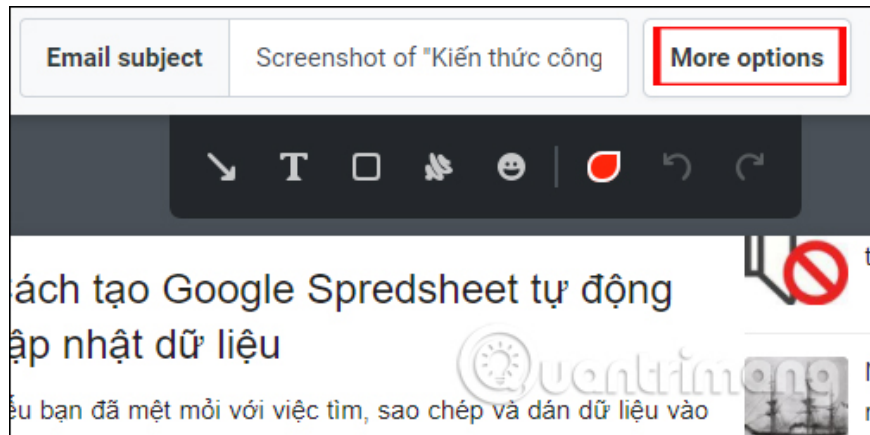 Email subject
Screenshot of "Kiến thức công
More options
T
ách tạo Google Spredsheet tự động
ập nhật dữ liệu
ếu bạn đã mệt mỏi với việc tìm, sao chép và dán dữ liệu vào
Quantrimang